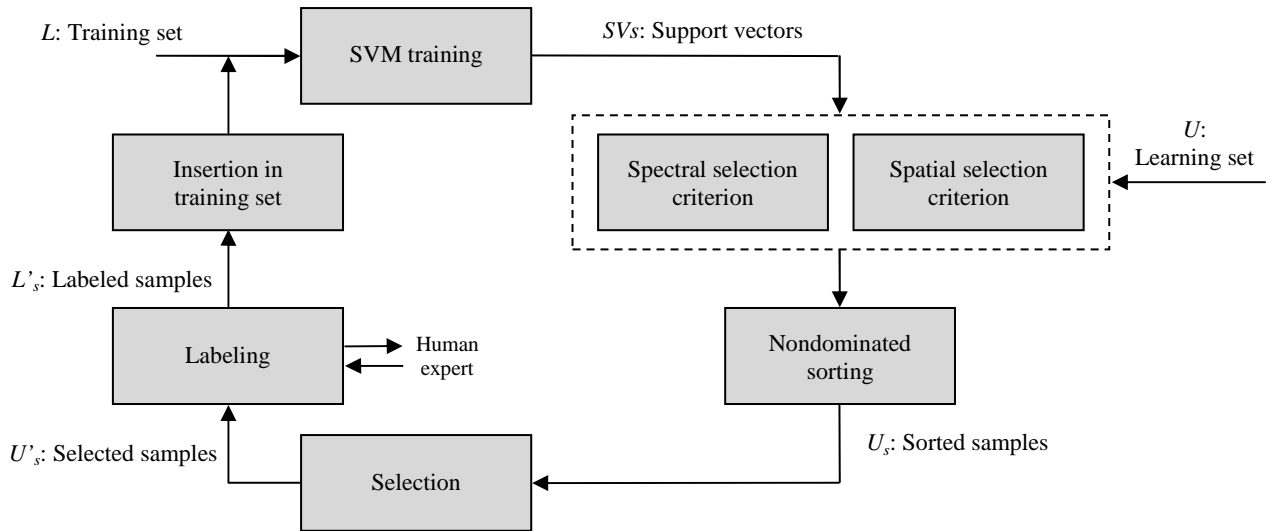 L: Training set
SVM training
SVs: Support vectors
Insertion in
training set
Spectral selection
criterion
Spatial selection
criterion
U:
Learning set
L's: Labeled samples
Labeling
Human
expert
Nondominated
sorting
U's: Selected samples
Selection
Us: Sorted samples